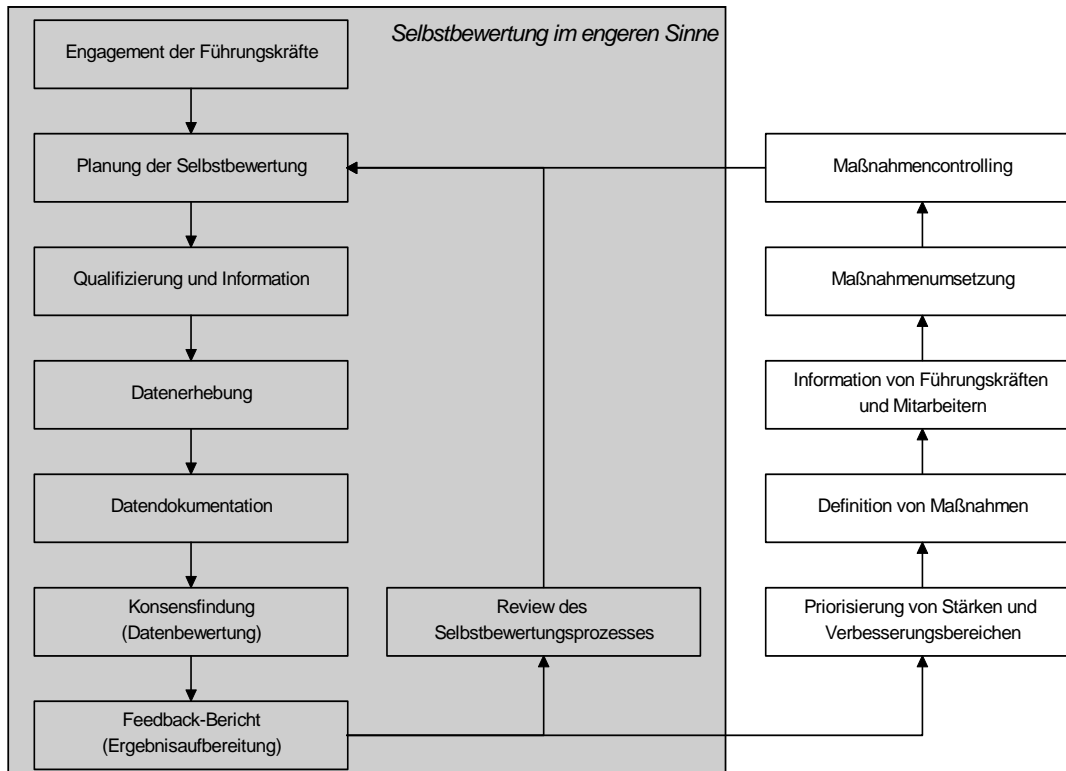 Selbstbewertung im engeren Sinne
Engagement der Führungskräfte
Planung der Selbstbewertung
Qualifizierung und Information
Datenerhebung
Datendokumentation
Konsensfindung
(Datenbewertung)
Feedback-Bericht
(Ergebnisaufbereitung)
Review des
Selbstbewertungsprozesses
Maßnahmencontrolling
Maßnahmenumsetzung
Information von Führungskräften
und Mitarbeitern
Definition von Maßnahmen
Priorisierung von Stärken und
Verbesserungsbereichen